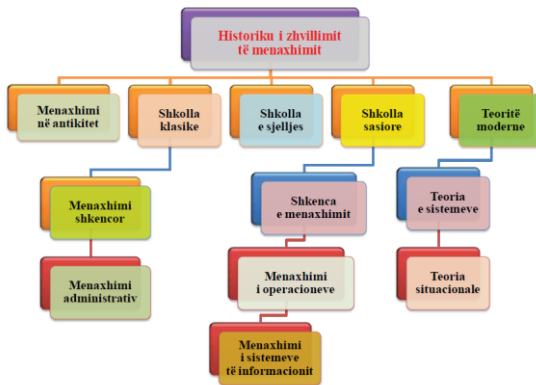 Historiku i zhvillimit
të menaxhimit
Menaxhimi
në antikitet
Shkolla
klasike
Shkolla
e sjelljes
Shkolla
sasiore
Teoritë
moderne
Menaxhimi
shkencor
Shkenca
e menaxhimit
Teoria
e sistemeve
Menaxhimi
administrativ
Menaxhimi
i operacioneve
Teoria
situacionale
Menaxhimi
i sistemeve
të informacionit